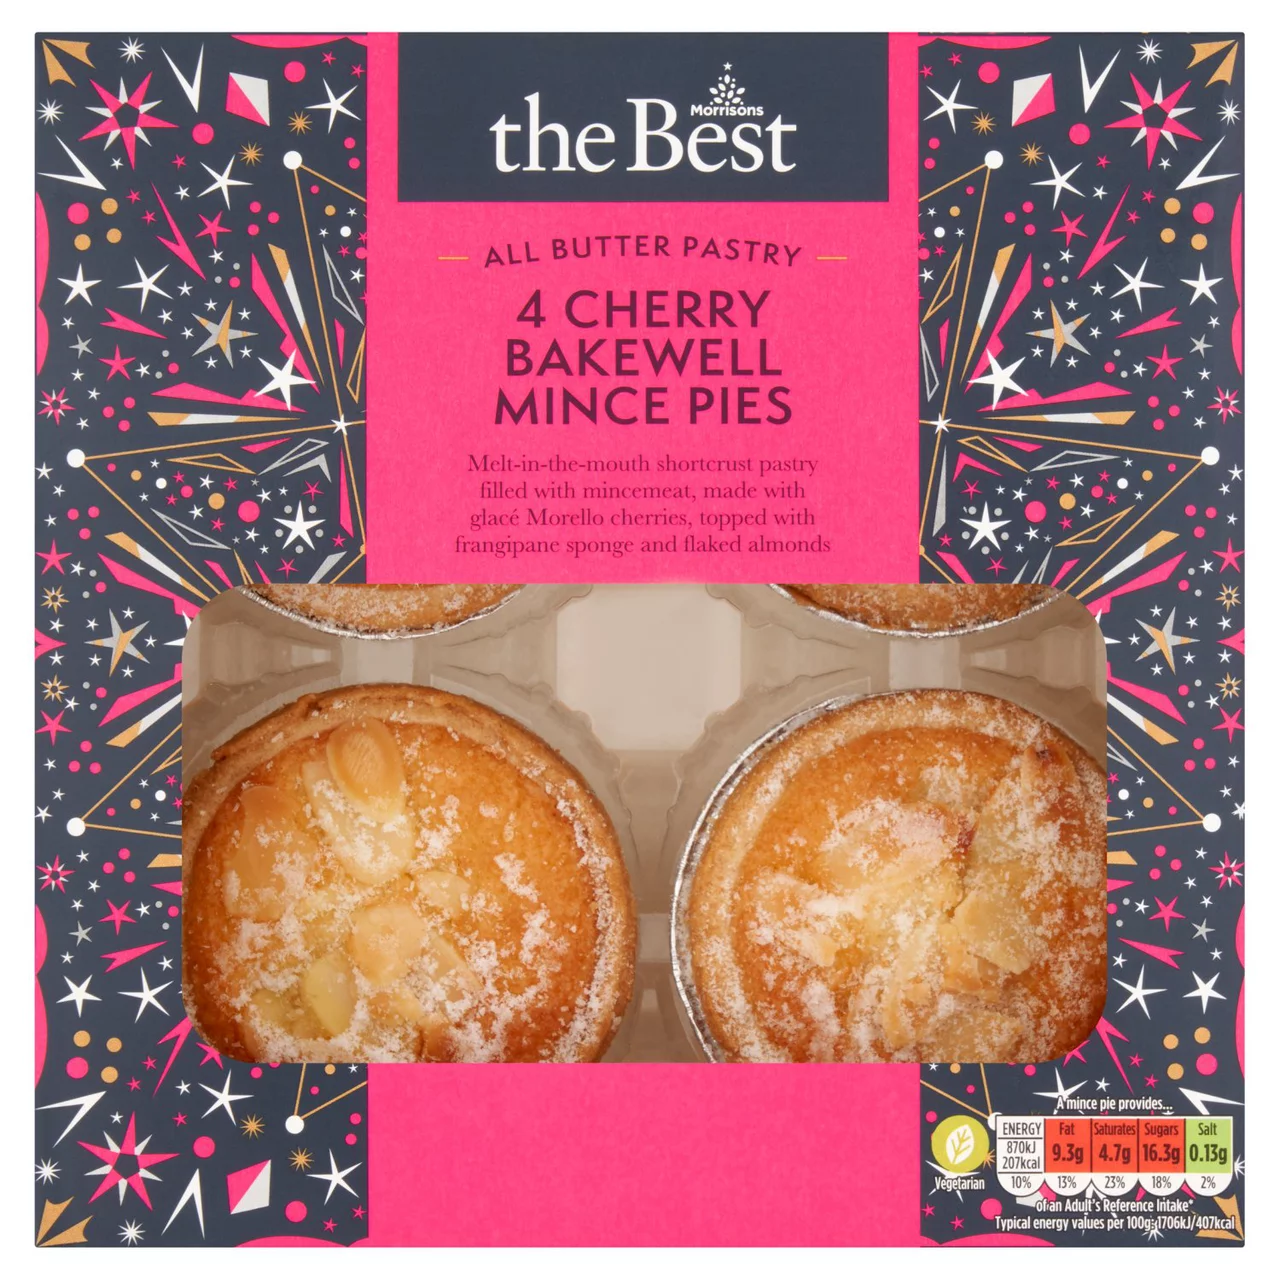 Morrisons
the Best
ALL BUTTER PASTRY
4 CHERRY
BAKEWELL
MINCE PIES
Melt-in-the-mouth shortcrust pastry
filled with mincemeat, made with
glacé Morello cherries, topped with
frangipane sponge and flaked almonds
A mince pie provides...
ENERGY Fat Saturates Sugars Salt
870kJ
207kcal 9.3g 4.7g 16.3g 0.13g
10% 13% 23% 18% 2%
Vegetarian
of an Adult's Reference Intake*
Typical energy values per 100g: 1706kJ/407kcal